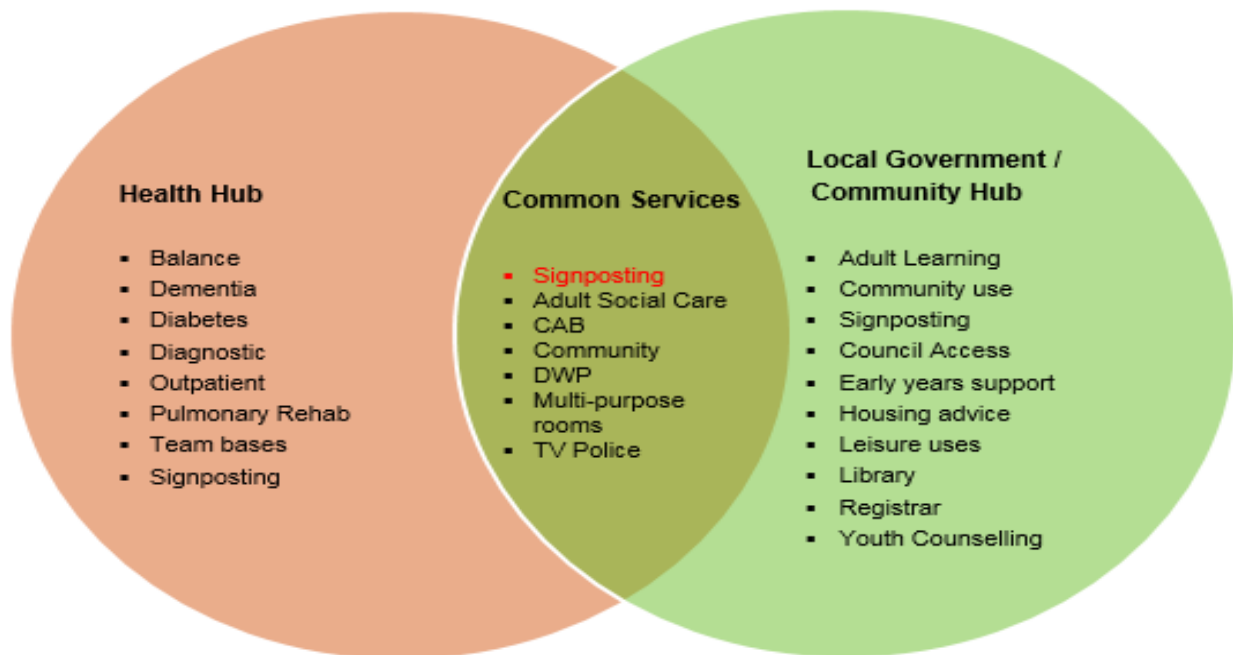 Health Hub
▪ Balance
▪ Dementia
▪ Diabetes
▪ Diagnostic
▪ Outpatient
▪ Pulmonary Rehab
▪ Team bases
▪ Signposting
Common Services
▪ Signposting
▪ Adult Social Care
▪ CAB
▪ Community
▪ DWP
▪ Multi-purpose
rooms
▪ TV Police
Local Government /
Community Hub
▪ Adult Learning
▪ Community use
▪ Signposting
▪ Council Access
▪ Early years support
▪ Housing advice
▪ Leisure uses
▪ Library
▪ Registrar
▪ Youth Counselling